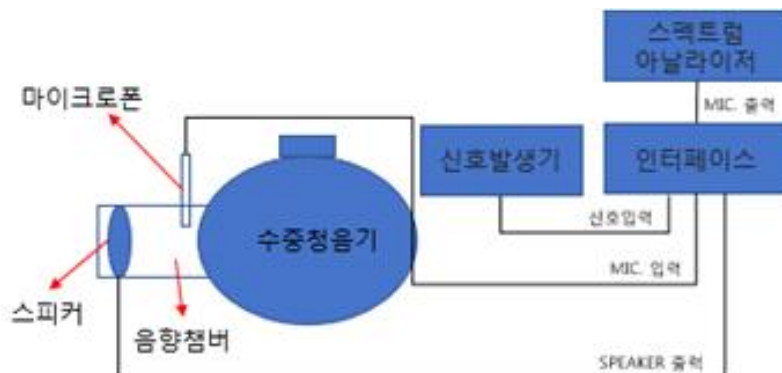 스펙트럼
아날라이저
마이크로폰
MIC. 출력
신호발생기
인터페이스
수중청음기
신호입력
MIC. 입력
스피커
음향챔버
SPEAKER 출력